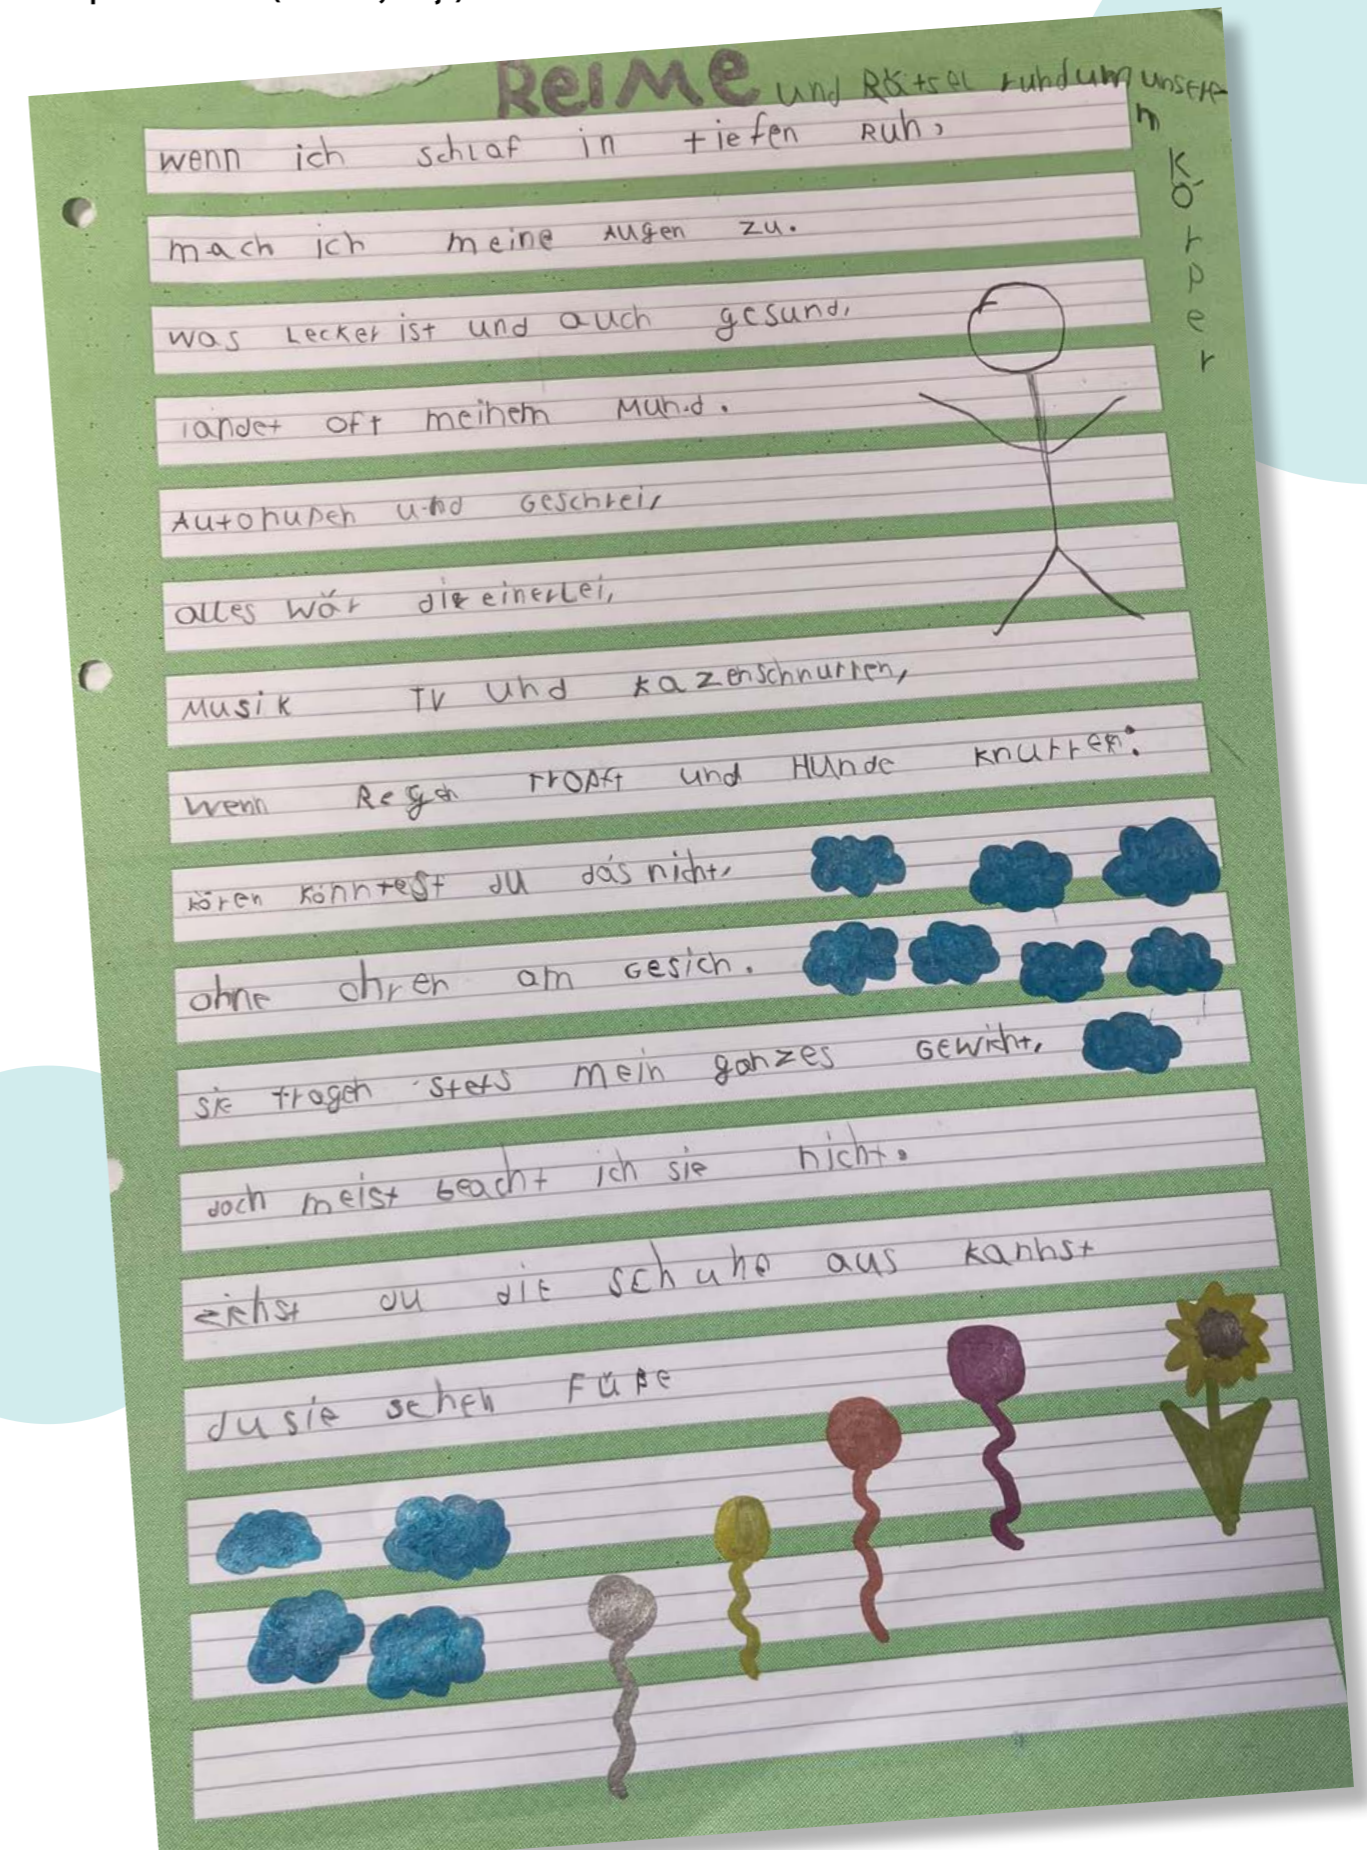 Reime und Rätsel rundum unserem Körper
wenn ich schlaf in tiefen Ruh,
mach ich meine Augen zu.
was Lecker ist und auch gesund,
landet oft meinem Mund.
Autohupen und Geschrei,
alles wär die einerlei,
Musik TV und kazenschnurren,
wenn Regen tropft und Hunde knurren:
hören könntest du das nicht,
ohne ohren am Gesich.
sie tragen stets mein ganzes Gewicht,
doch meist beacht ich sie nicht.
ziehst du die schuhe aus kannst
du sie sehen Füße